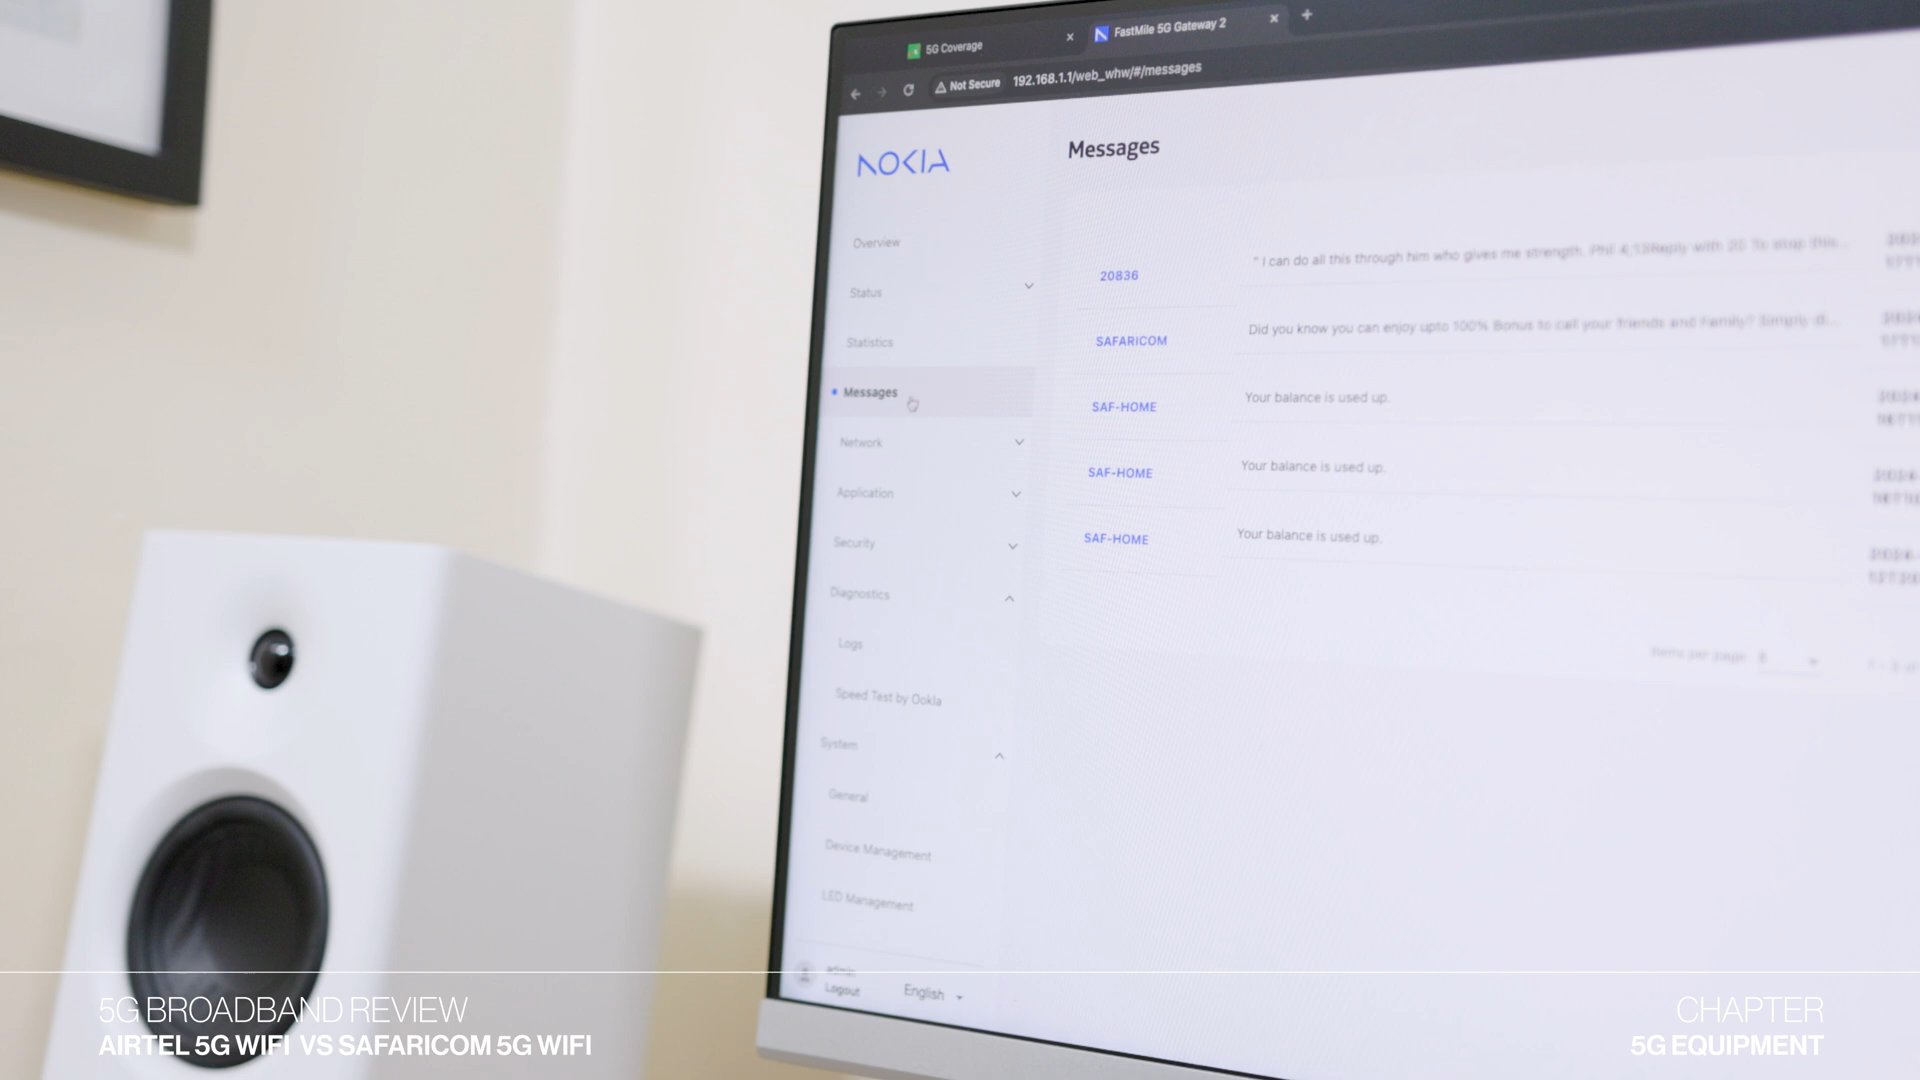 5G Coverage
FastMile 5G Gateway 2
Not Secure
192.168.1.1/web_whw/#/messages
NOKIA
Overview
Status
Statistics
Messages
Network
Application
Security
Diagnostics
Logs
Speed Test by Ookla
System
General
Device Management
LED Management
admin
Logout
English
Messages
20836
" I can do all this through him who gives me strength. Phil 4;13Reply with 20 To stop this...
SAFARICOM
Did you know you can enjoy upto 100% Bonus to call your friends and Family? Simply di...
SAF-HOME
Your balance is used up.
SAF-HOME
Your balance is used up.
SAF-HOME
Your balance is used up.
Items per page:
5G BROADBAND REVIEW
AIRTEL 5G WIFI VS SAFARICOM 5G WIFI
CHAPTER
5G EQUIPMENT